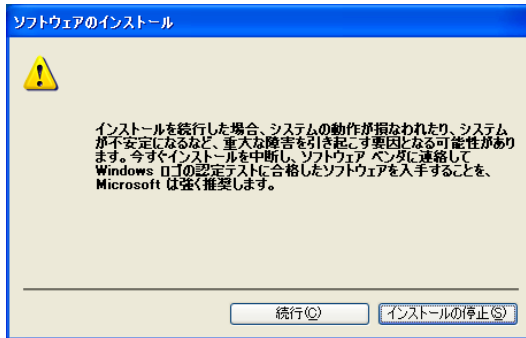 ソフトウェアのインストール
インストールを続行した場合、システムの動作が損なわれたり、システム
が不安定になるなど、重大な障害を引き起こす要因となる可能性があり
ます。今すぐインストールを中断し、ソフトウェア ベンダに連絡して
Windows ロゴの認定テストに合格したソフトウェアを入手することを、
Microsoft は強く推奨します。
続行(C)
インストールの停止(S)